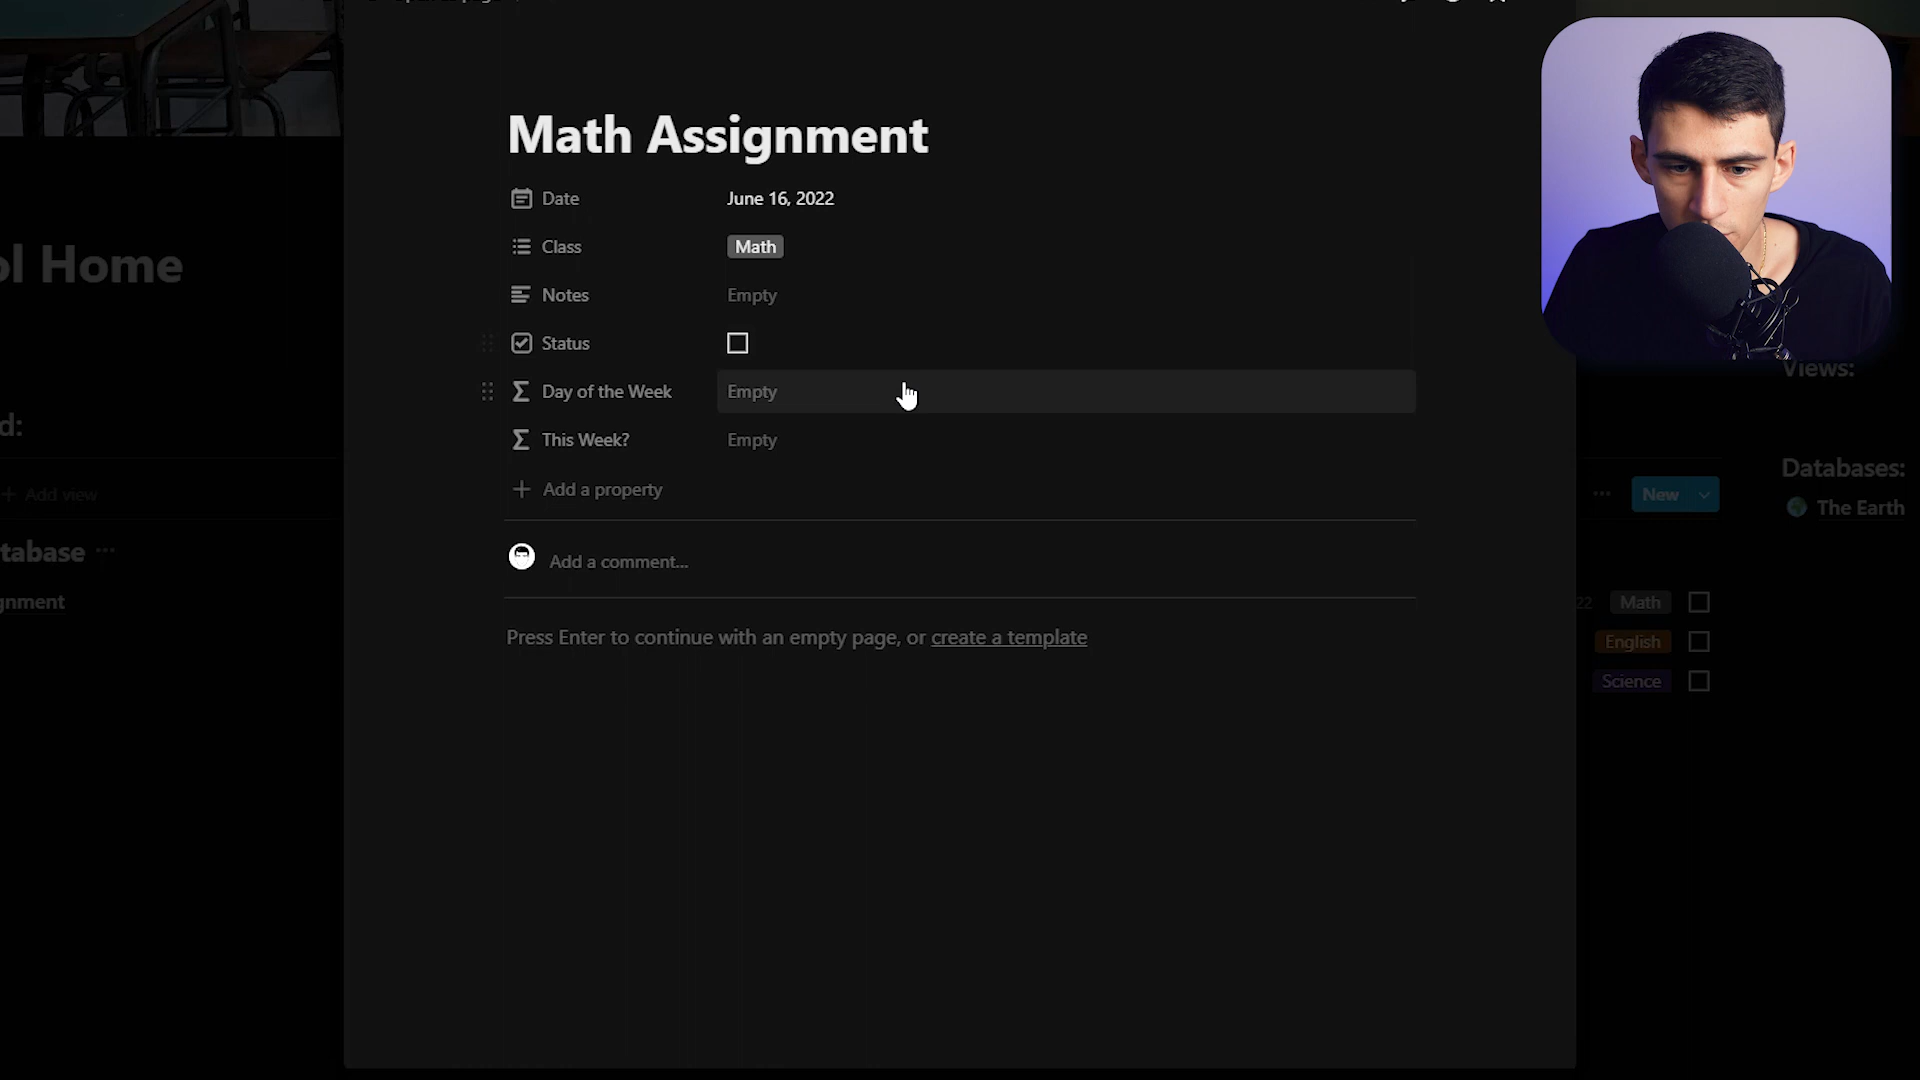 Math Assignment
Date June 16, 2022
Class Math
Notes Empty
Status
Day of the Week Empty
This Week? Empty
Add a property
Add a comment...
Press Enter to continue with an empty page, or create a template
ol Home
d:
Add view
tabase ...
gnment
Views:
Databases:
The Earth
... New
22 Math
English
Science